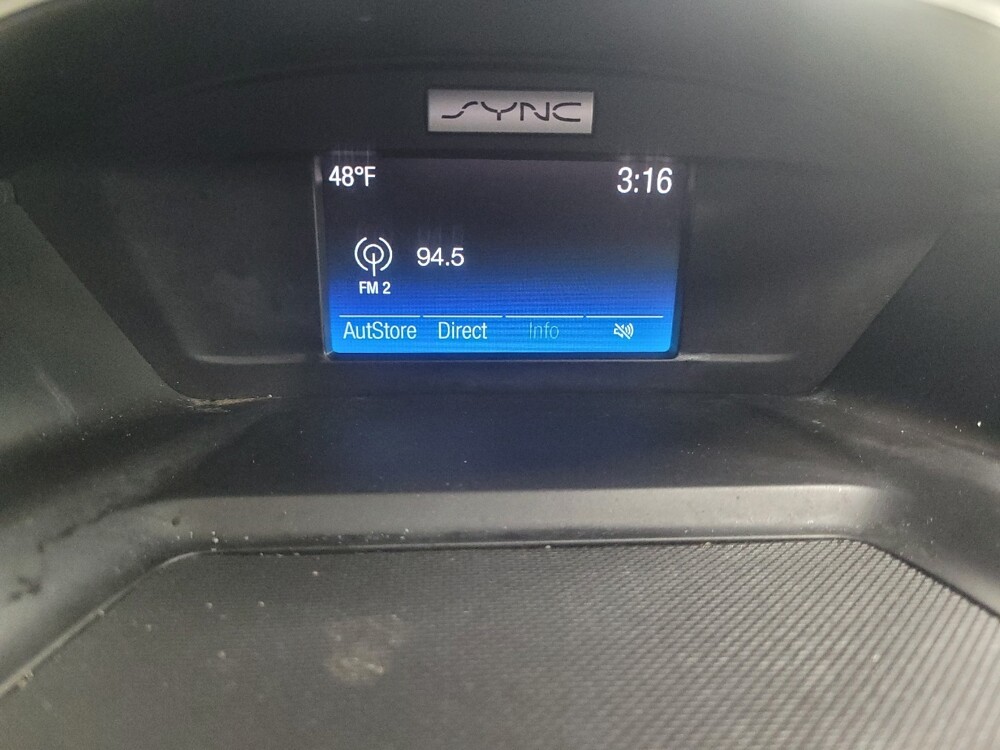 SYNC
48°F 3:16
94.5
FM 2
AutStore Direct Info